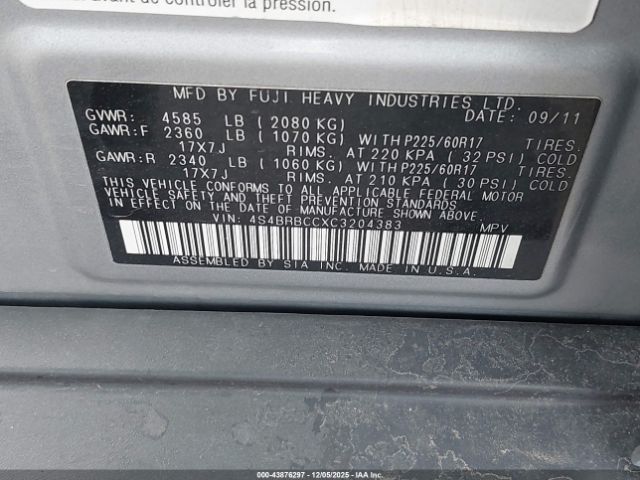 avant de contrôler la pression.
MFD BY FUJI HEAVY INDUSTRIES LTD.
GVWR: 4585 LB (2080 KG) DATE: 09/11
GAWR:F 2360 LB (1070 KG) WITH P225/60R17 TIRES.
17X7J RIMS. AT 220 KPA (32 PSI) COLD
GAWR:R 2340 LB (1060 KG) WITH P225/60R17 TIRES.
17X7J RIMS. AT 210 KPA (30 PSI) COLD
THIS VEHICLE CONFORMS TO ALL APPLICABLE FEDERAL MOTOR
VEHICLE SAFETY AND THEFT PREVENTION STANDARDS
IN EFFECT ON THE DATE OF MANUFACTURE SHOWN ABOVE.
VIN: 4S4BRBCCXC3204383 MPV
ASSEMBLED BY SIA INC. MADE IN U.S.A.
#43876297 - 12/05/2025 - IAAI.COM